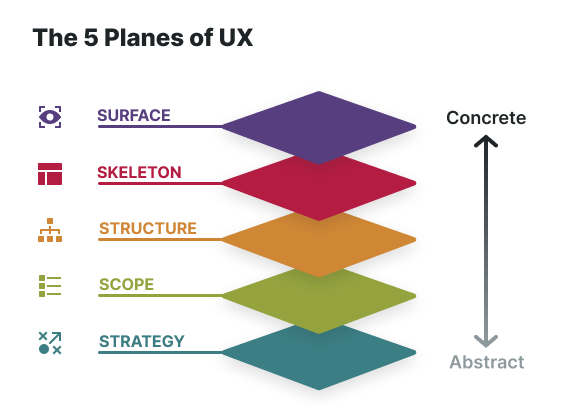 The 5 Planes of UX
SURFACE
Concrete
SKELETON
STRUCTURE
SCOPE
STRATEGY
Abstract